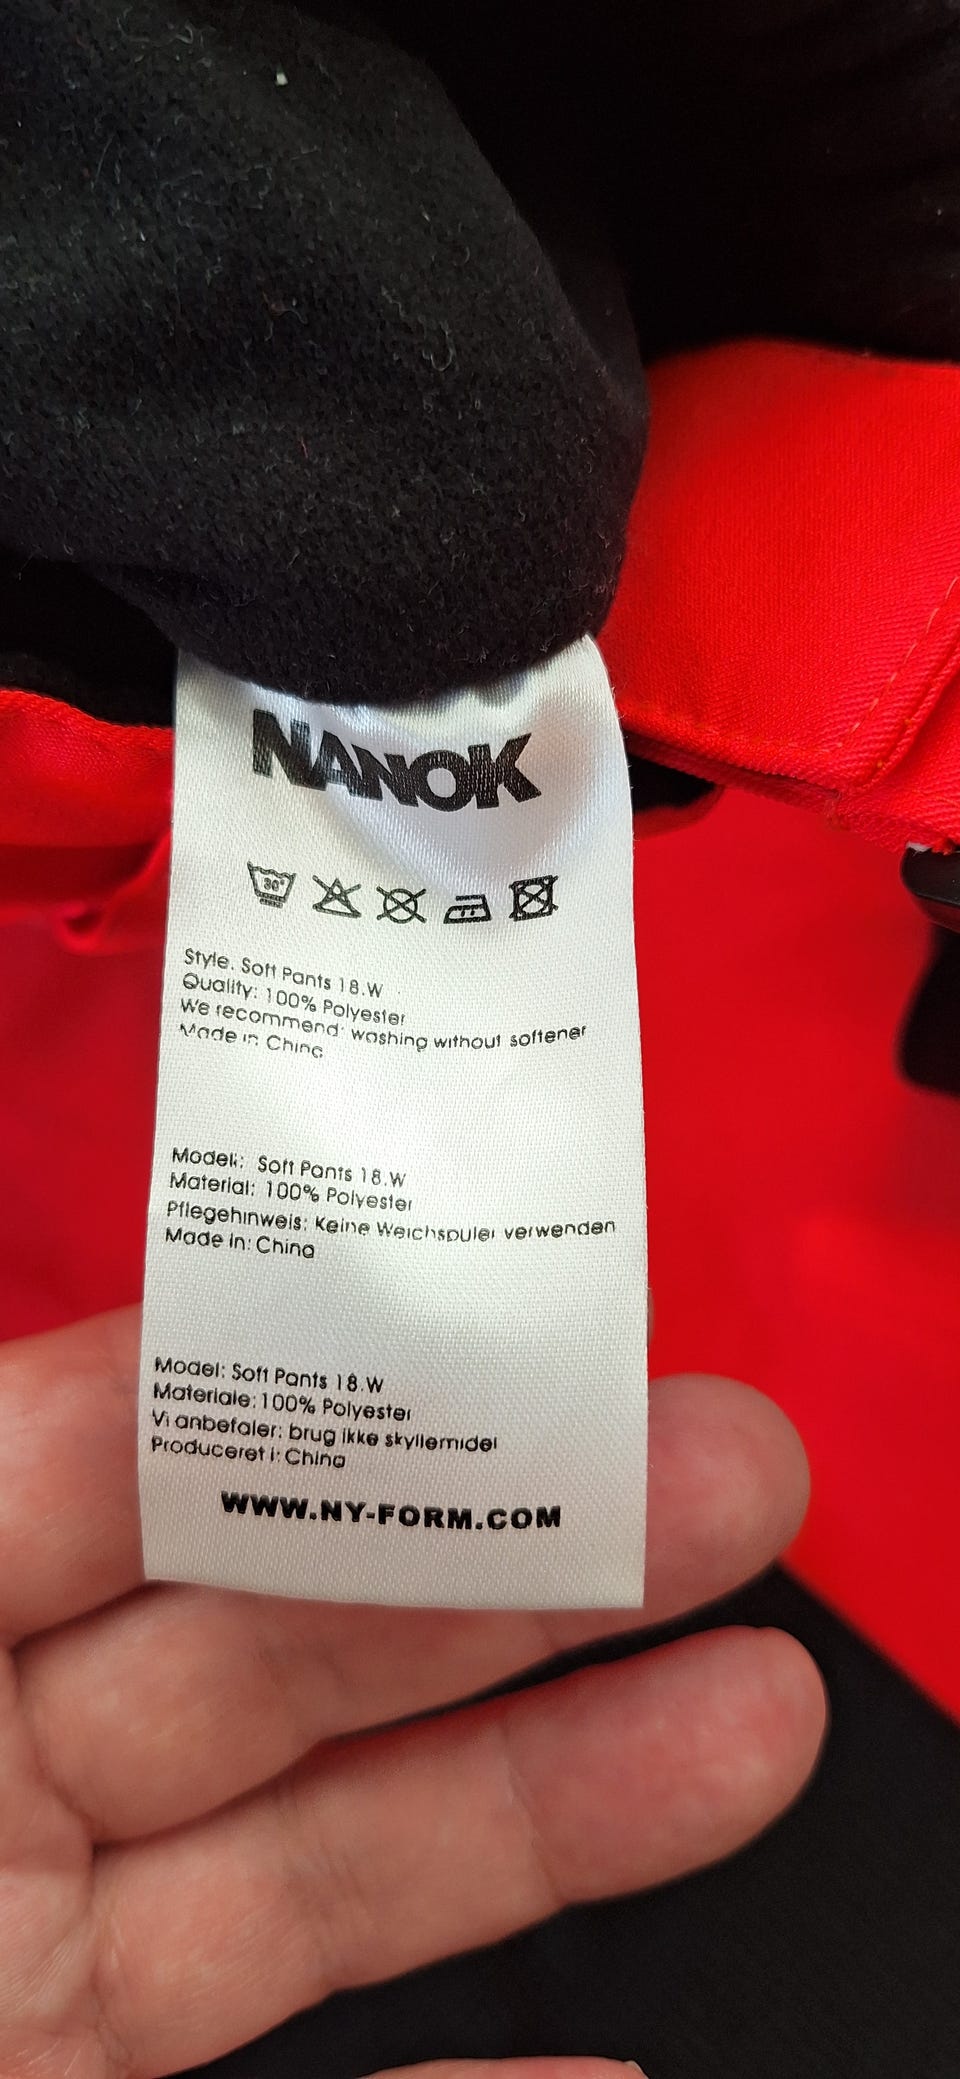 NANOK
30°
Style. Soft Pants 18.W
Quality: 100% Polyester
We recommend washing without softener
Made in China
Model: Soft Pants 18.W
Material: 100% Polyester
Pflegehinweis: Keine Weichspuler verwenden
Made in: China
Model: Soft Pants 18.W
Materiale: 100% Polyester
Vi anbefaler: brug ikke skyllemidel
Produceret i: China
WWW.NY-FORM.COM